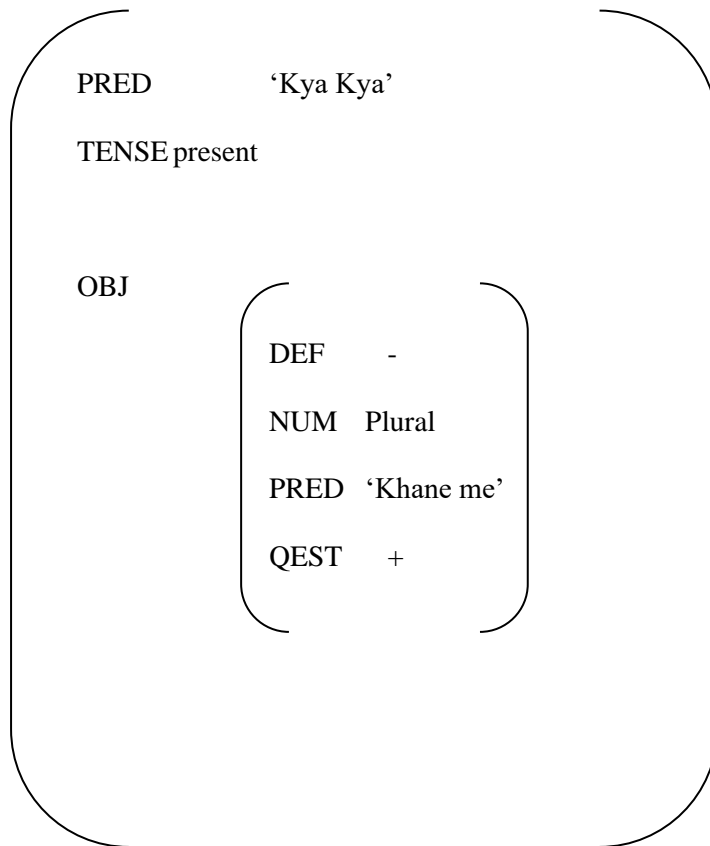 PRED ‘Kya Kya’
TENSE present
OBJ
DEF -
NUM Plural
PRED ‘Khane me’
QEST +